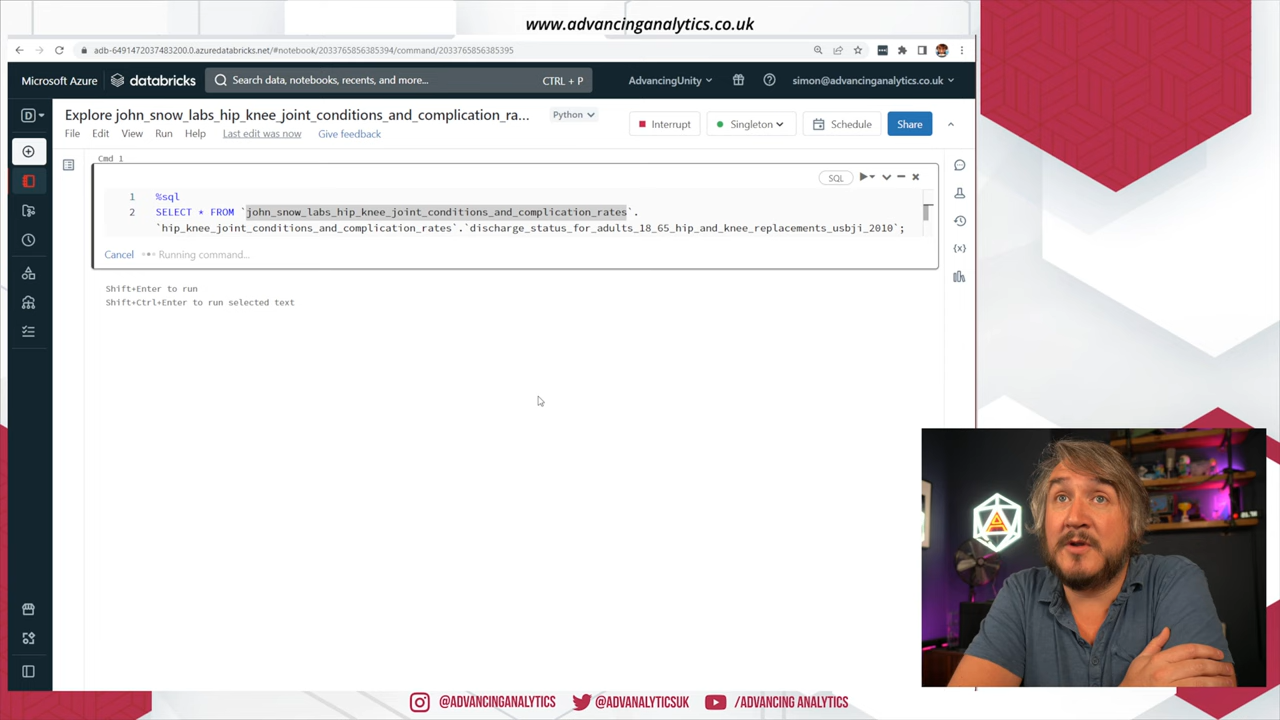 www.advancinganalytics.co.uk
adb-6491472037483200.0.azuredatabricks.net/#notebook/2033765856385394/command/2033765856385395
Microsoft Azure databricks Search data, notebooks, recents, and more... CTRL + P AdvancingUnity simon@advancinganalytics.co.uk
D
Explore john_snow_labs_hip_knee_joint_conditions_and_complication_ra... Python Interrupt Singleton Schedule Share
File Edit View Run Help Last edit was now Give feedback
Cmd 1
SQL
1 %sql
2 SELECT * FROM `john_snow_labs_hip_knee_joint_conditions_and_complication_rates`.
`hip_knee_joint_conditions_and_complication_rates`.`discharge_status_for_adults_18_65_hip_and_knee_replacements_usbji_2010`;
Cancel Running command...
Shift+Enter to run
Shift+Ctrl+Enter to run selected text
@ADVANCINGANALYTICS @ADVANALYTICSUK /ADVANCING ANALYTICS